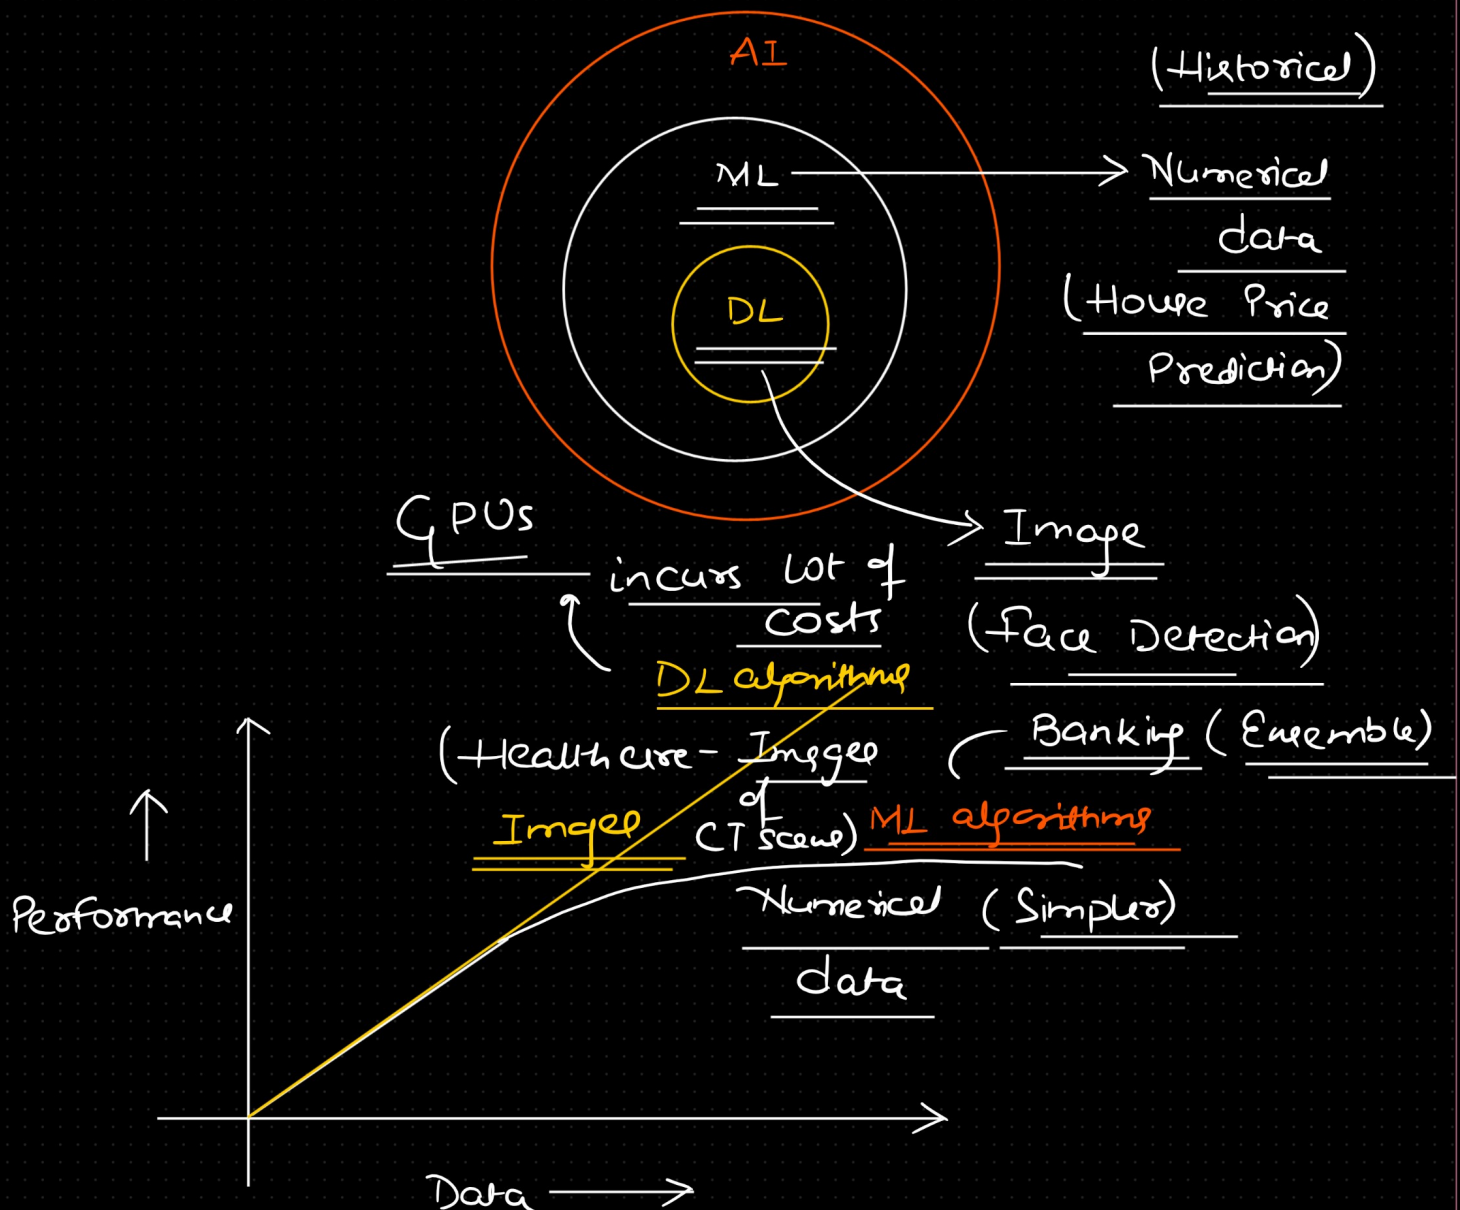 AI
(Historical)
ML
Numerical
data
(House Price
Prediction)
DL
GPUs
incurs Lot of
costs
Image
(Face Detection)
DL algorithms
Banking (Ensemble)
(Healthcare - Images
of
CT scans)
Images
ML algorithms
Numerical (Simpler)
data
Performance
Data